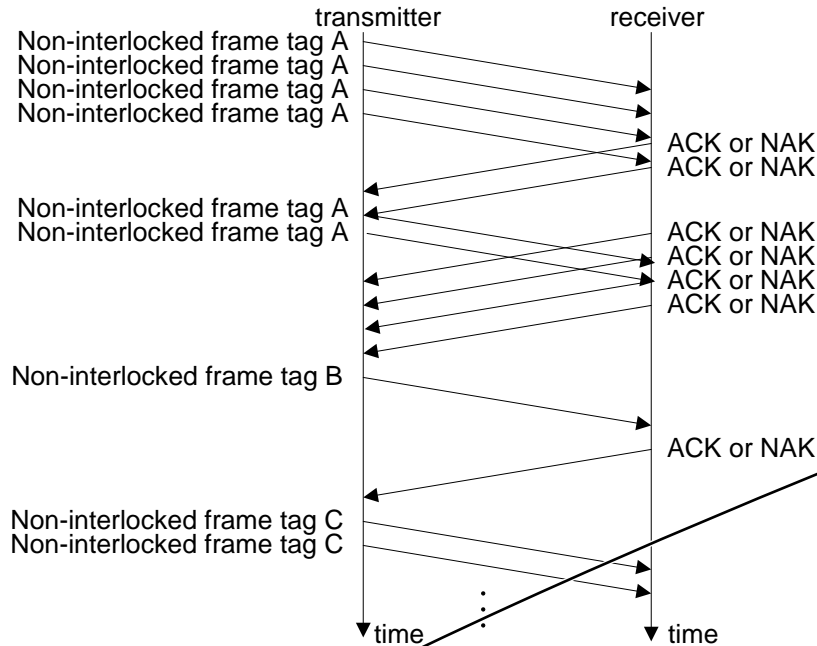 transmitter receiver
Non-interlocked frame tag A
Non-interlocked frame tag A
Non-interlocked frame tag A
Non-interlocked frame tag A
ACK or NAK
ACK or NAK
Non-interlocked frame tag A
Non-interlocked frame tag A
ACK or NAK
ACK or NAK
ACK or NAK
ACK or NAK
Non-interlocked frame tag B
ACK or NAK
Non-interlocked frame tag C
Non-interlocked frame tag C
time time